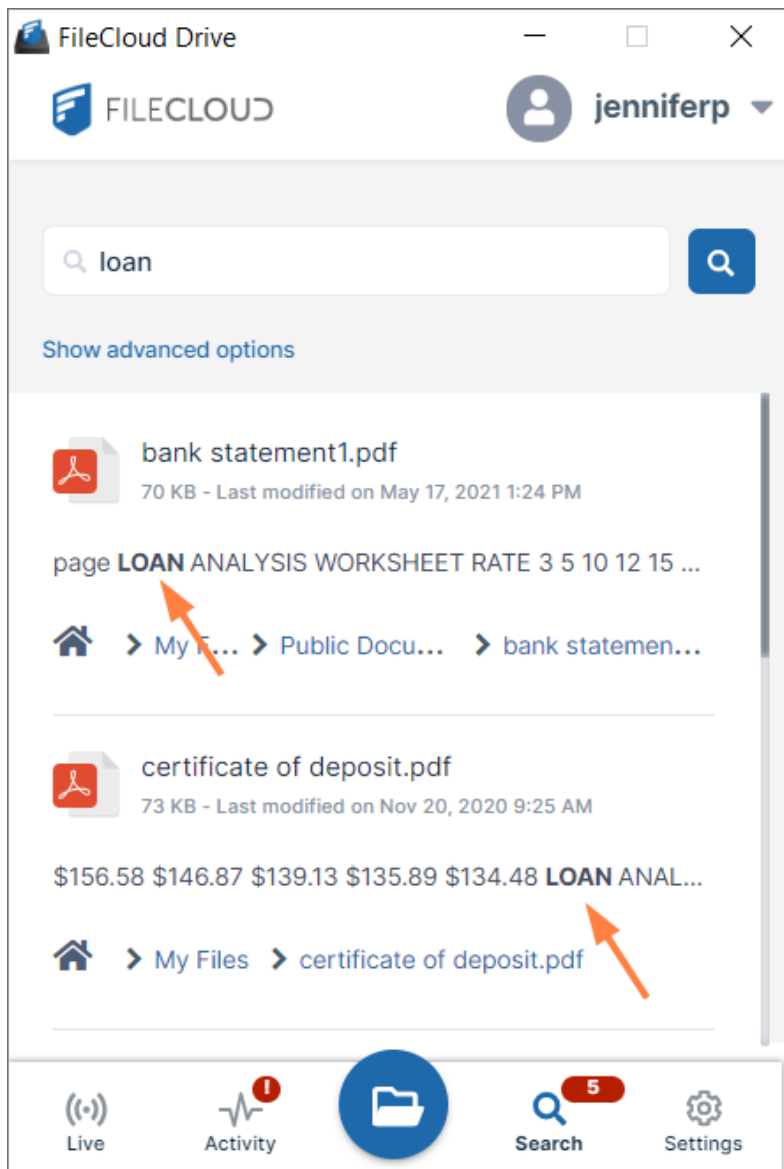 FileCloud Drive
FILECLOUD
jenniferp
loan
Show advanced options
bank statement1.pdf
70 KB - Last modified on May 17, 2021 1:24 PM
page LOAN ANALYSIS WORKSHEET RATE 3 5 10 12 15 ...
My F... > Public Docu... > bank statemen...
certificate of deposit.pdf
73 KB - Last modified on Nov 20, 2020 9:25 AM
$156.58 $146.87 $139.13 $135.89 $134.48 LOAN ANAL...
My Files > certificate of deposit.pdf
! 5
Live Activity Search Settings